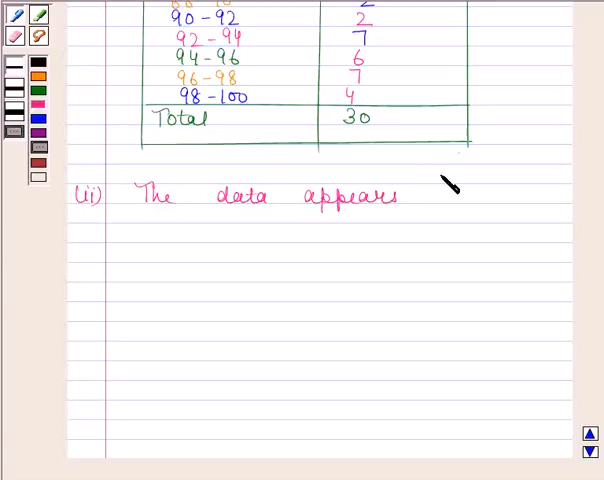 90 – 92 2
92 – 94 7
94 – 96 6
96 – 98 7
98 – 100 4
Total 30
(ii) The data appears